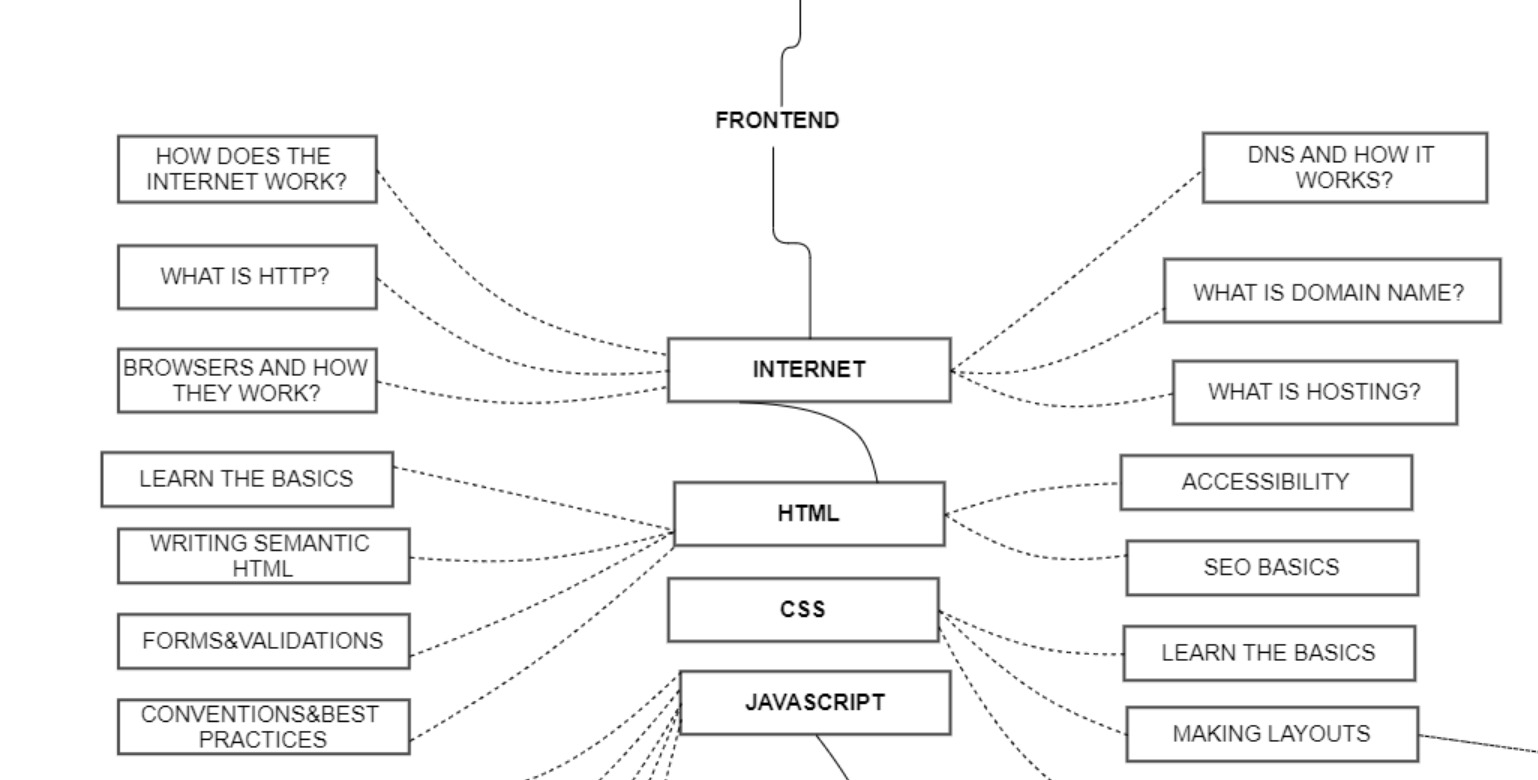 FRONTEND
HOW DOES THE
INTERNET WORK?
WHAT IS HTTP?
BROWSERS AND HOW
THEY WORK?
INTERNET
DNS AND HOW IT
WORKS?
WHAT IS DOMAIN NAME?
WHAT IS HOSTING?
LEARN THE BASICS
WRITING SEMANTIC
HTML
FORMS&VALIDATIONS
CONVENTIONS&BEST
PRACTICES
HTML
ACCESSIBILITY
SEO BASICS
CSS
LEARN THE BASICS
MAKING LAYOUTS
JAVASCRIPT